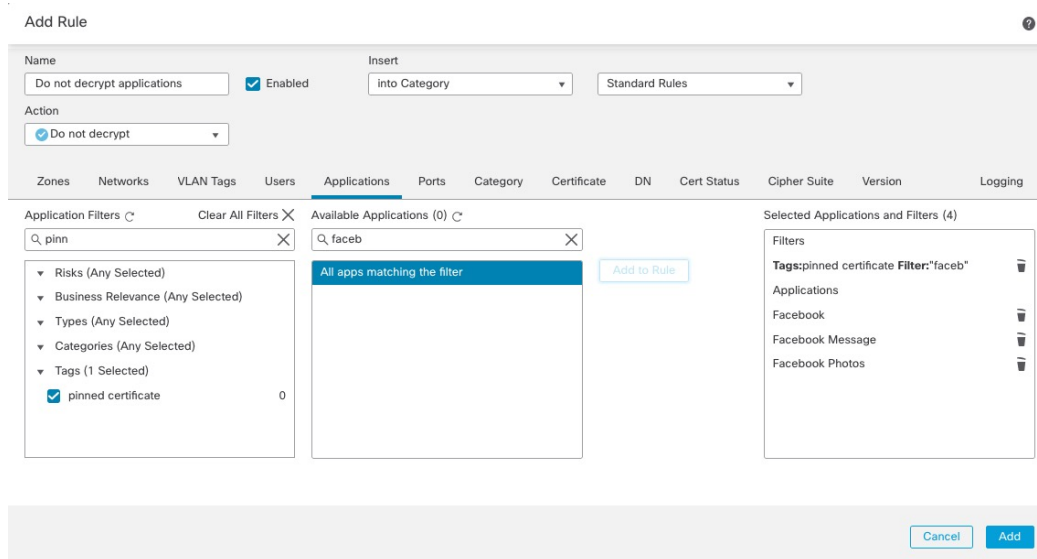 Add Rule
Name
Insert
Do not decrypt applications
Enabled
into Category
Standard Rules
Action
Do not decrypt
Zones Networks VLAN Tags Users Applications Ports Category Certificate DN Cert Status Cipher Suite Version Logging
Application Filters Clear All Filters
Available Applications (0)
Selected Applications and Filters (4)
pinn
faceb
Risks (Any Selected)
Business Relevance (Any Selected)
Types (Any Selected)
Categories (Any Selected)
Tags (1 Selected)
pinned certificate 0
All apps matching the filter
Add to Rule
Filters
Tags:pinned certificate Filter:"faceb"
Applications
Facebook
Facebook Message
Facebook Photos
Cancel
Add